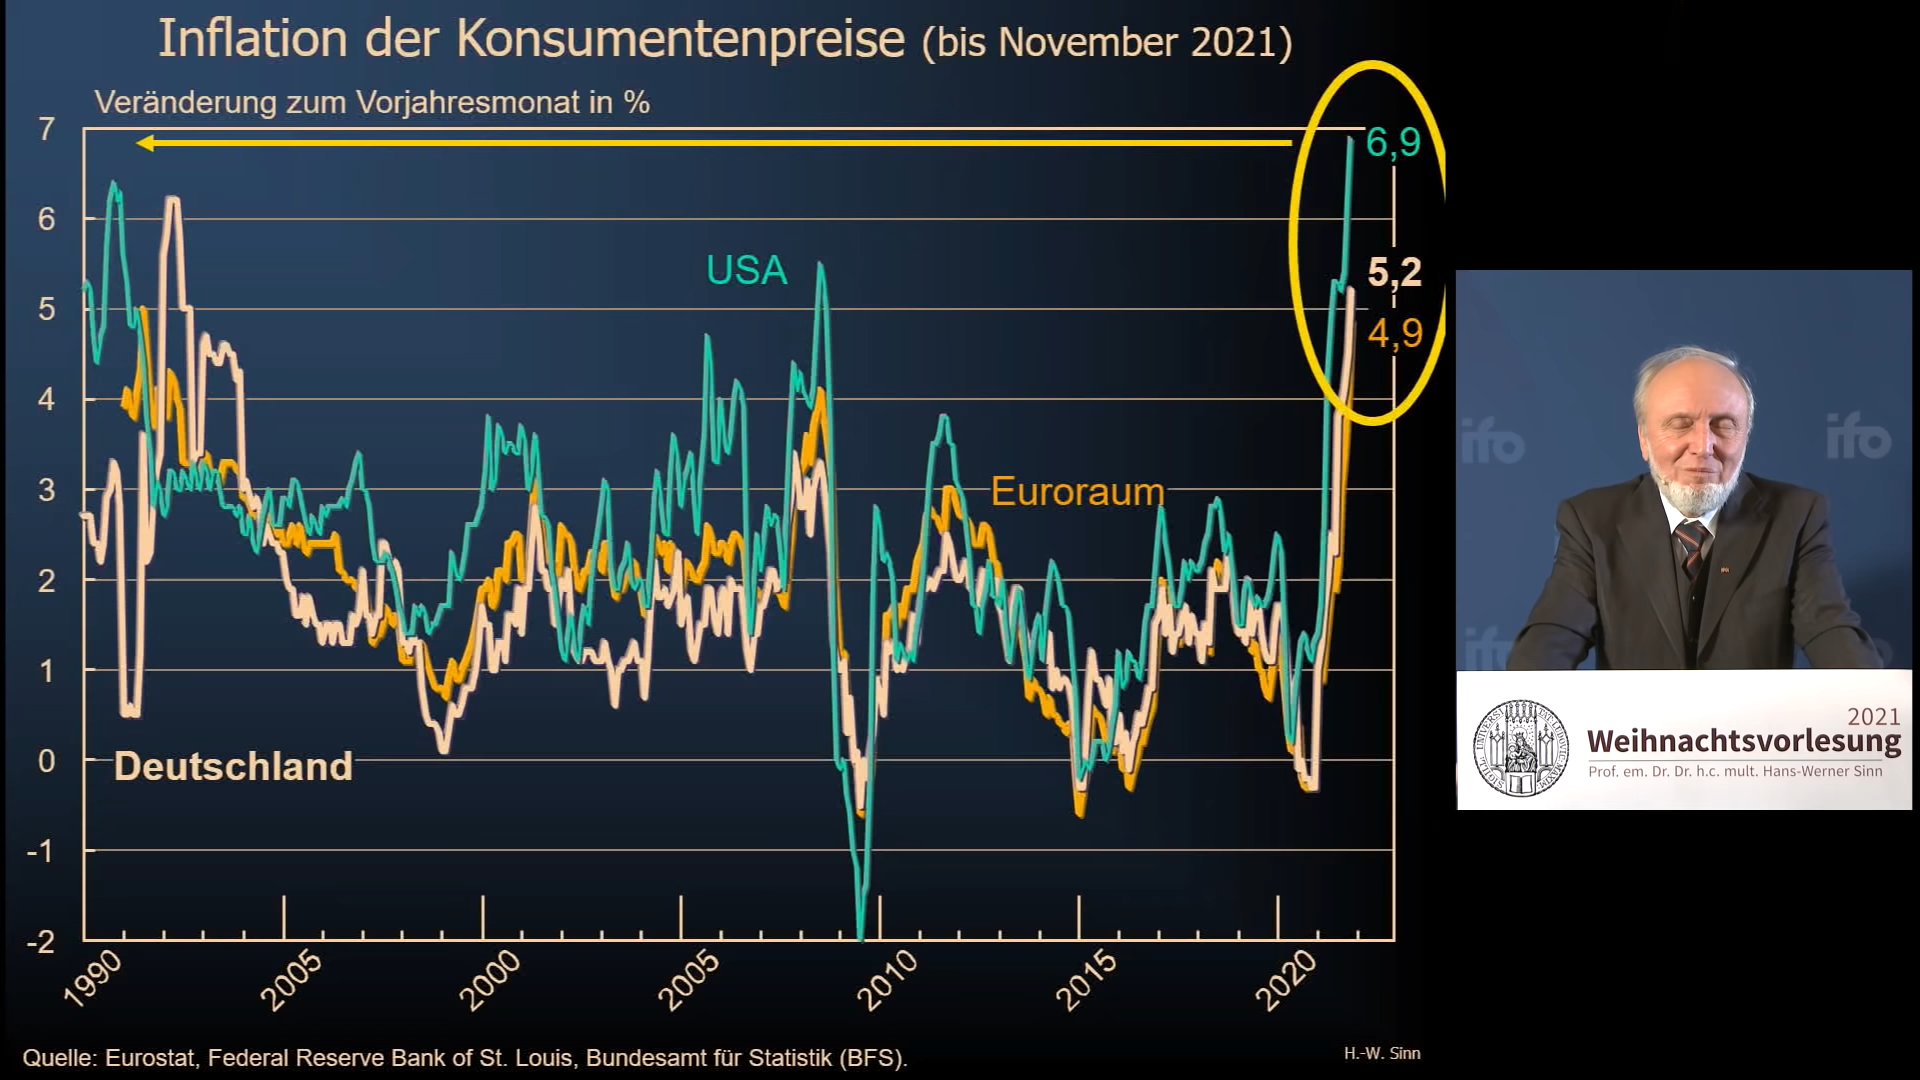 Inflation der Konsumentenpreise (bis November 2021)
Veränderung zum Vorjahresmonat in %
7
6
5
4
3
2
1
0
-1
-2
6,9
5,2
4,9
USA
Euroraum
Deutschland
1990
2005
2000
2005
2010
2015
2020
Quelle: Eurostat, Federal Reserve Bank of St. Louis, Bundesamt für Statistik (BFS).
H.-W. Sinn
ifo
ifo
ifo
2021
Weihnachtsvorlesung
Prof. em. Dr. Dr. h.c. mult. Hans-Werner Sinn